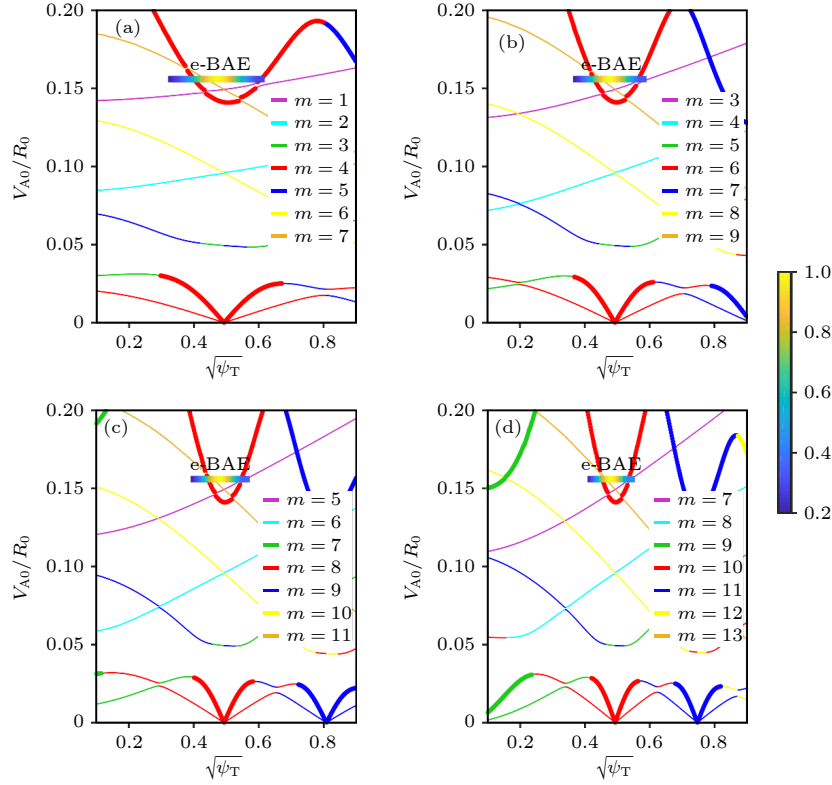 (a)
e-BAE
0.20
0.15
0.10
0.05
0
V_A0/R_0
m = 1
m = 2
m = 3
m = 4
m = 5
m = 6
m = 7
0.2 0.4 0.6 0.8
√ψ_T
(b)
e-BAE
0.20
0.15
0.10
0.05
0
V_A0/R_0
m = 3
m = 4
m = 5
m = 6
m = 7
m = 8
m = 9
0.2 0.4 0.6 0.8
√ψ_T
1.0
0.8
0.6
0.4
0.2
(c)
e-BAE
0.20
0.15
0.10
0.05
0
V_A0/R_0
m = 5
m = 6
m = 7
m = 8
m = 9
m = 10
m = 11
0.2 0.4 0.6 0.8
√ψ_T
(d)
e-BAE
0.20
0.15
0.10
0.05
0
V_A0/R_0
m = 7
m = 8
m = 9
m = 10
m = 11
m = 12
m = 13
0.2 0.4 0.6 0.8
√ψ_T